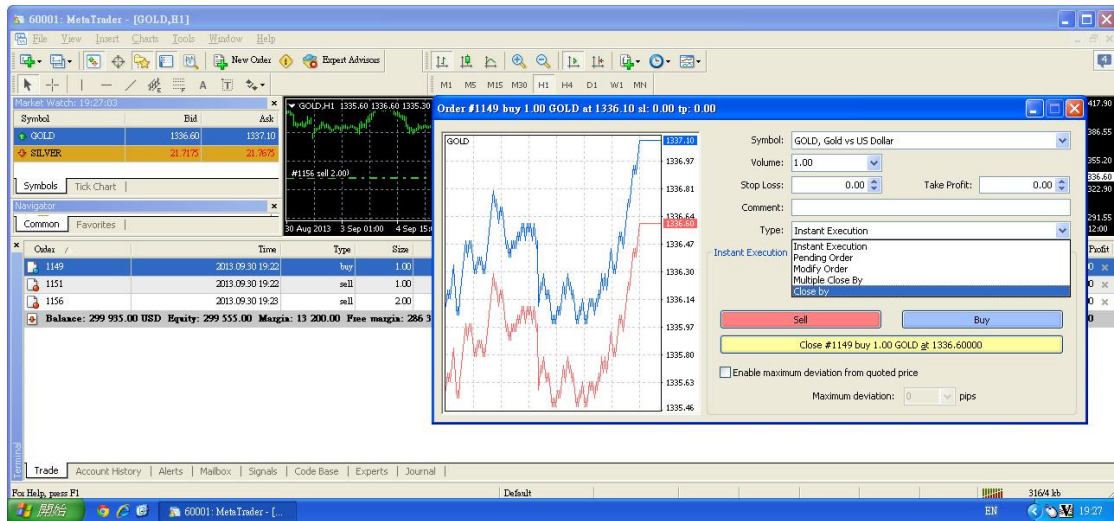 60001: MetaTrader - [GOLD,H1]
File View Insert Charts Tools Window Help
New Order Expert Advisors 4
A T M1 M5 M15 M30 H1 H4 D1 W1 MN
Market Watch: 19:27:03
Symbol Bid Ask
GOLD 1336.60 1337.10
SILVER 21.7175 21.7675
Symbols Tick Chart
Navigator
Common Favorites
GOLD,H1 1335.60 1336.60 1335.30
#1156 sell 2.00
30 Aug 2013 3 Sep 01:00 4 Sep 15:
417.90
386.55
355.20
336.60
322.90
291.55
12:00
Order / Time Type Size Profit
1149 2013.09.30 19:22 buy 1.00
1151 2013.09.30 19:22 sell 1.00
1156 2013.09.30 19:23 sell 2.00
Balance: 299 935.00 USD Equity: 299 555.00 Margin: 13 200.00 Free margin: 286 3
Order #1149 buy 1.00 GOLD at 1336.10 sl: 0.00 tp: 0.00
GOLD
1337.10
1336.97
1336.81
1336.64
1336.60
1336.47
1336.30
1336.14
1335.97
1335.80
1335.63
1335.46
Symbol: GOLD, Gold vs US Dollar
Volume: 1.00
Stop Loss: 0.00 Take Profit: 0.00
Comment:
Type: Instant Execution
Instant Execution
Instant Execution
Pending Order
Modify Order
Multiple Close By
Close by
Sell Buy
Close #1149 buy 1.00 GOLD at 1336.60000
Enable maximum deviation from quoted price
Maximum deviation: 0 pips
Terminal
Trade Account History Alerts Mailbox Signals Code Base Experts Journal
For Help, press F1 Default 316/4 kb
開始 60001: MetaTrader - [... EN 19:27